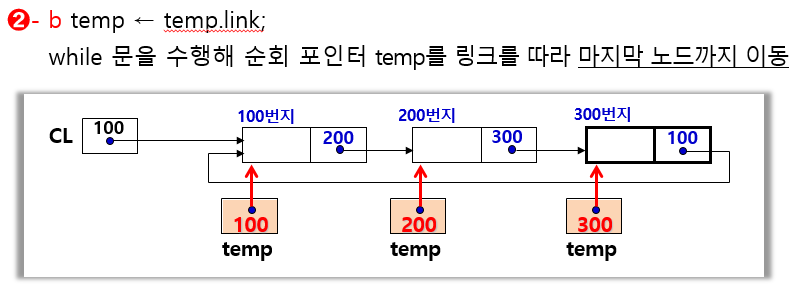 ❷- b temp ← temp.link;
while 문을 수행해 순회 포인터 temp를 링크를 따라 마지막 노드까지 이동
100번지 200번지 300번지
CL 100 200 300 100
100 200 300
temp temp temp